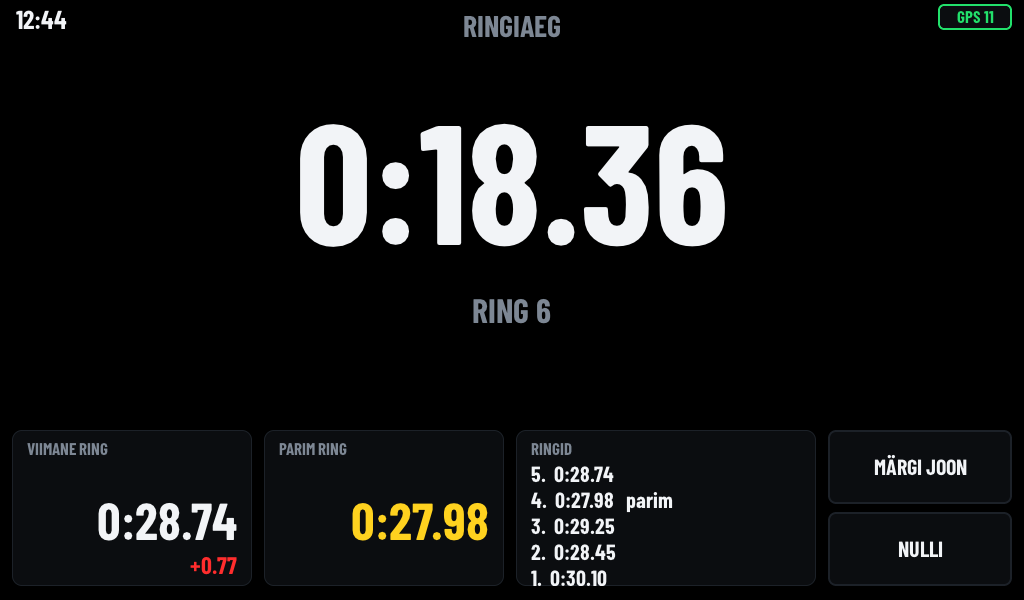 12:44
RINGIAEG
GPS 11
0:18.36
RING 6
VIIMANE RING
0:28.74
+0.77
PARIM RING
0:27.98
RINGID
5. 0:28.74
4. 0:27.98 parim
3. 0:29.25
2. 0:28.45
1. 0:30.10
MÄRGI JOON
NULLI